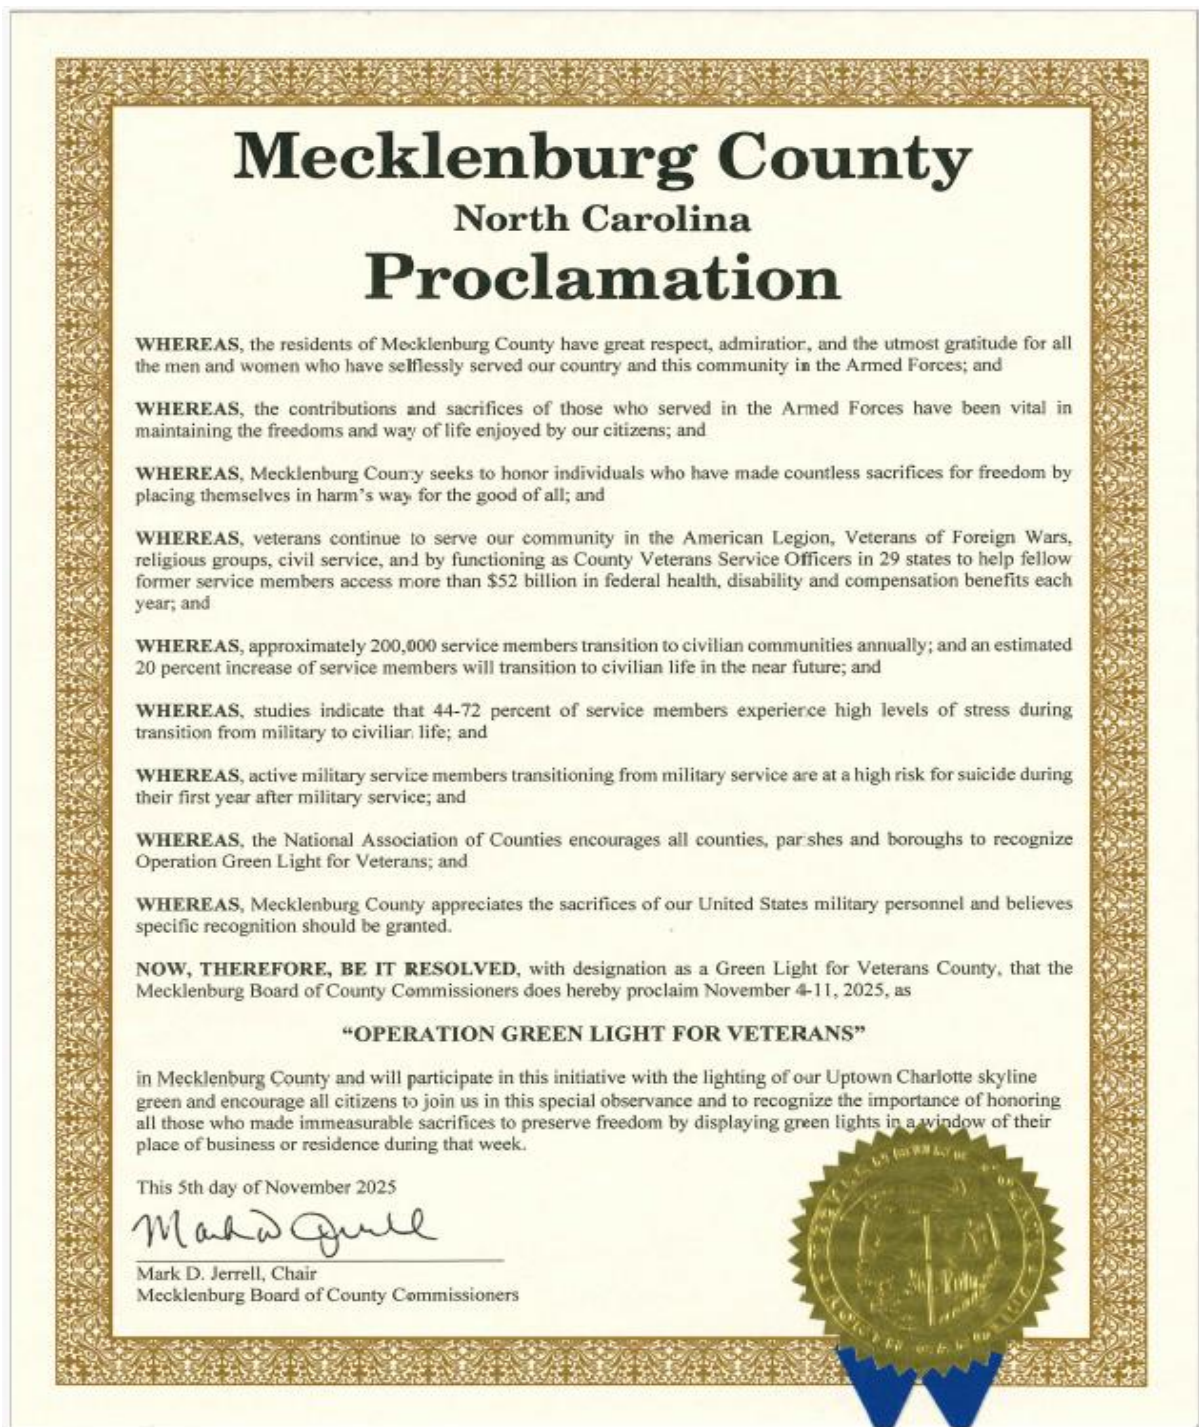 Mecklenburg County
North Carolina
Proclamation
WHEREAS, the residents of Mecklenburg County have great respect, admiration, and the utmost gratitude for all
the men and women who have selflessly served our country and this community in the Armed Forces; and
WHEREAS, the contributions and sacrifices of those who served in the Armed Forces have been vital in
maintaining the freedoms and way of life enjoyed by our citizens; and
WHEREAS, Mecklenburg County seeks to honor individuals who have made countless sacrifices for freedom by
placing themselves in harm's way for the good of all; and
WHEREAS, veterans continue to serve our community in the American Legion, Veterans of Foreign Wars,
religious groups, civil service, and by functioning as County Veterans Service Officers in 29 states to help fellow
former service members access more than $52 billion in federal health, disability and compensation benefits each
year; and
WHEREAS, approximately 200,000 service members transition to civilian communities annually; and an estimated
20 percent increase of service members will transition to civilian life in the near future; and
WHEREAS, studies indicate that 44-72 percent of service members experience high levels of stress during
transition from military to civilian life; and
WHEREAS, active military service members transitioning from military service are at a high risk for suicide during
their first year after military service; and
WHEREAS, the National Association of Counties encourages all counties, parishes and boroughs to recognize
Operation Green Light for Veterans; and
WHEREAS, Mecklenburg County appreciates the sacrifices of our United States military personnel and believes
specific recognition should be granted.
NOW, THEREFORE, BE IT RESOLVED, with designation as a Green Light for Veterans County, that the
Mecklenburg Board of County Commissioners does hereby proclaim November 4-11, 2025, as
“OPERATION GREEN LIGHT FOR VETERANS”
in Mecklenburg County and will participate in this initiative with the lighting of our Uptown Charlotte skyline
green and encourage all citizens to join us in this special observance and to recognize the importance of honoring
all those who made immeasurable sacrifices to preserve freedom by displaying green lights in a window of their
place of business or residence during that week.
This 5th day of November 2025
Mark D. Jerrell, Chair
Mecklenburg Board of County Commissioners